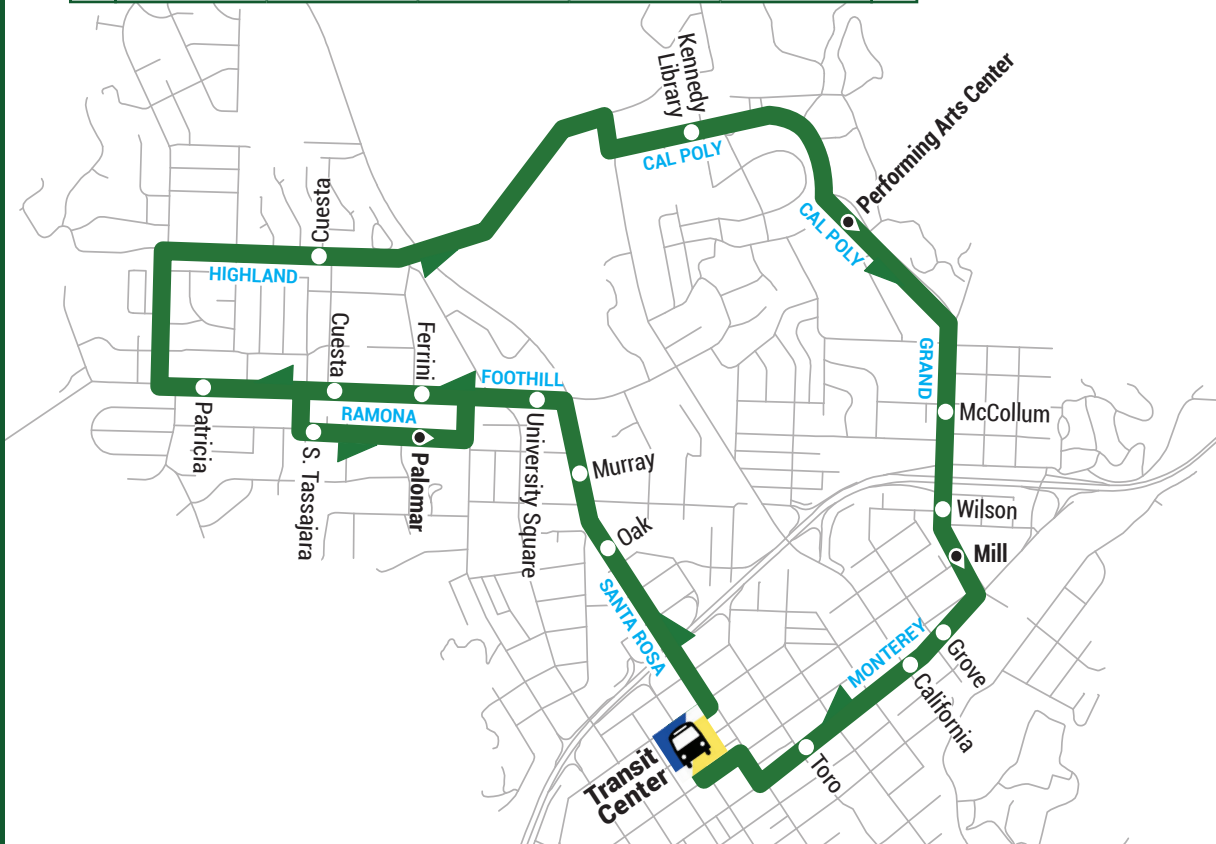 Kennedy
Library
CAL POLY
Performing Arts Center
CAL POLY
Cuesta
HIGHLAND
Cuesta
Ferrini
FOOTHILL
GRAND
RAMONA
McCollum
Patricia
S. Tassajara
Palomar
University Square
Murray
Wilson
Oak
Mill
SANTA ROSA
MONTEREY
Grove
California
Transit
Center
Toro